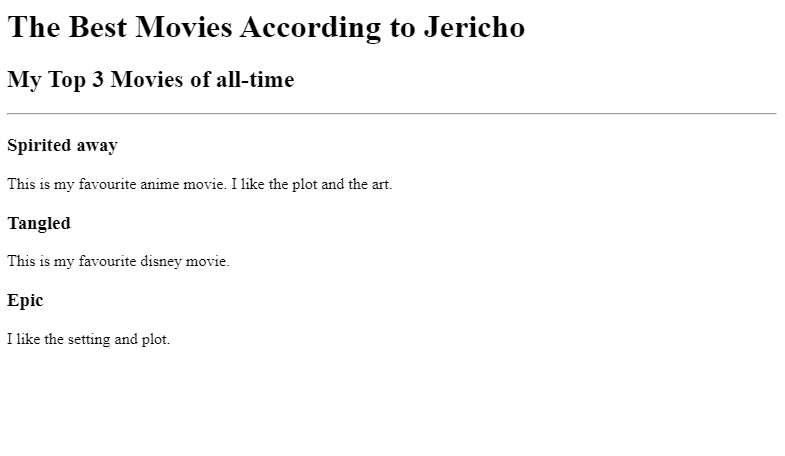 The Best Movies According to Jericho
My Top 3 Movies of all-time
Spirited away
This is my favourite anime movie. I like the plot and the art.
Tangled
This is my favourite disney movie.
Epic
I like the setting and plot.